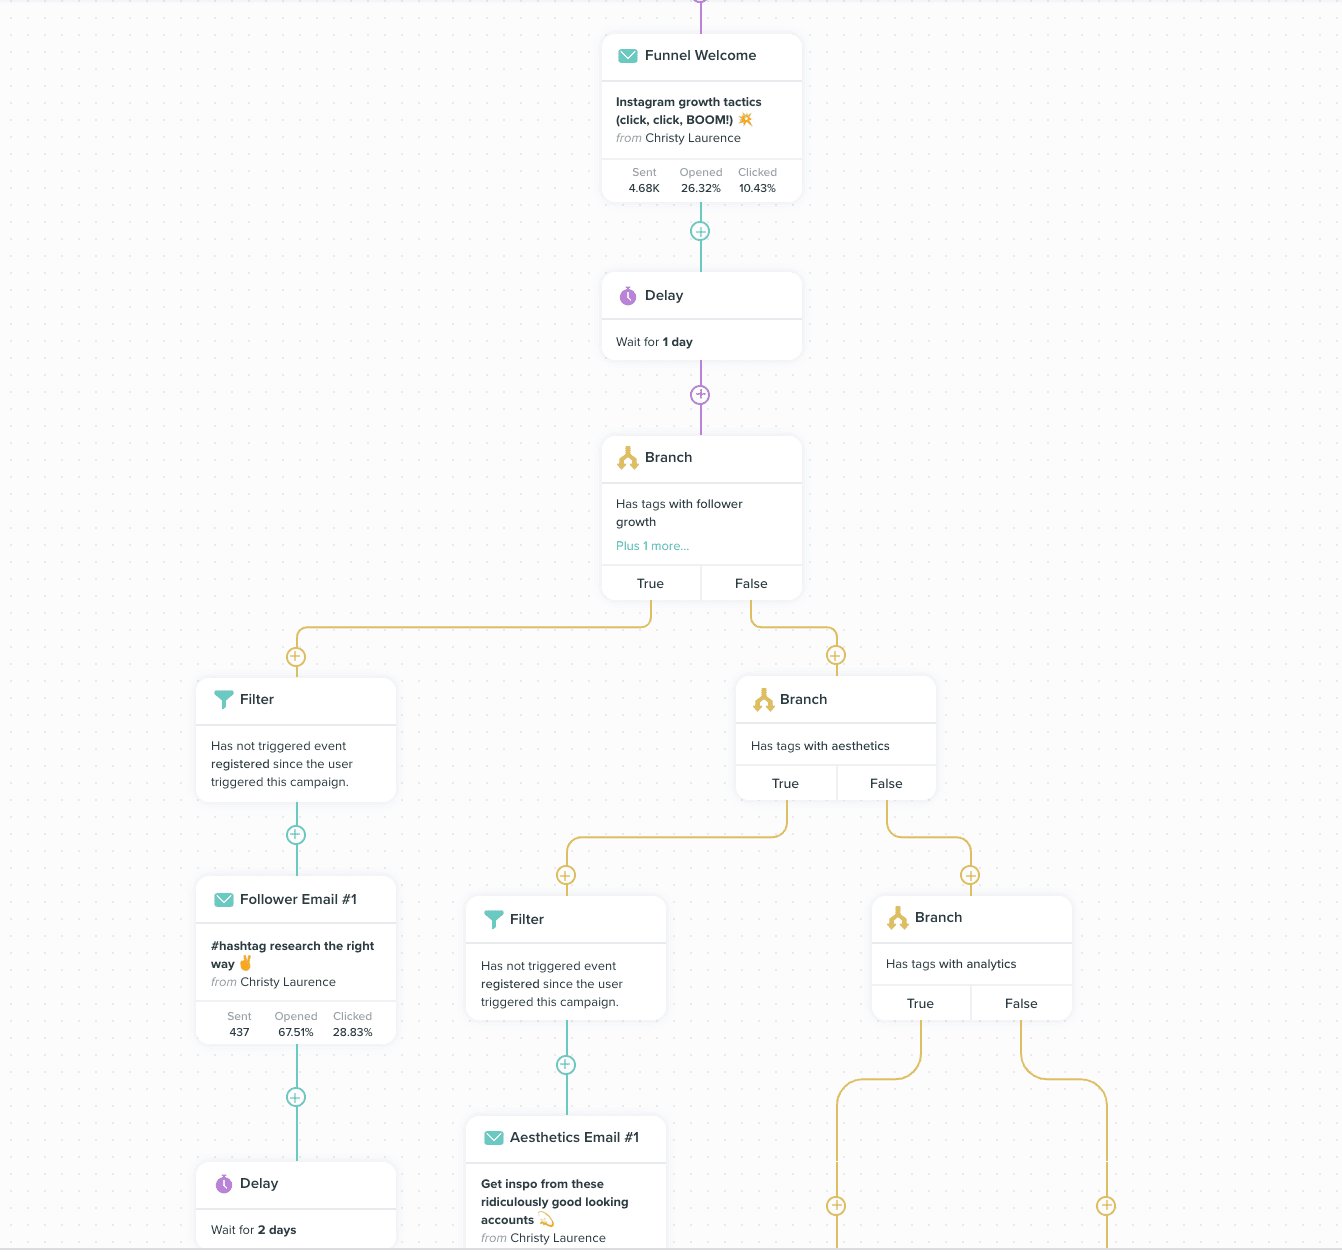 Funnel Welcome
Instagram growth tactics
(click, click, BOOM!) 💥
from Christy Laurence
Sent Opened Clicked
4.68K 26.32% 10.43%
Delay
Wait for 1 day
Branch
Has tags with follower
growth
Plus 1 more...
True False
Filter
Has not triggered event
registered since the user
triggered this campaign.
Branch
Has tags with aesthetics
True False
Follower Email #1
#hashtag research the right
way ✌️
from Christy Laurence
Sent Opened Clicked
437 67.51% 28.83%
Filter
Has not triggered event
registered since the user
triggered this campaign.
Branch
Has tags with analytics
True False
Delay
Wait for 2 days
Aesthetics Email #1
Get inspo from these
ridiculously good looking
accounts 💫
from Christy Laurence